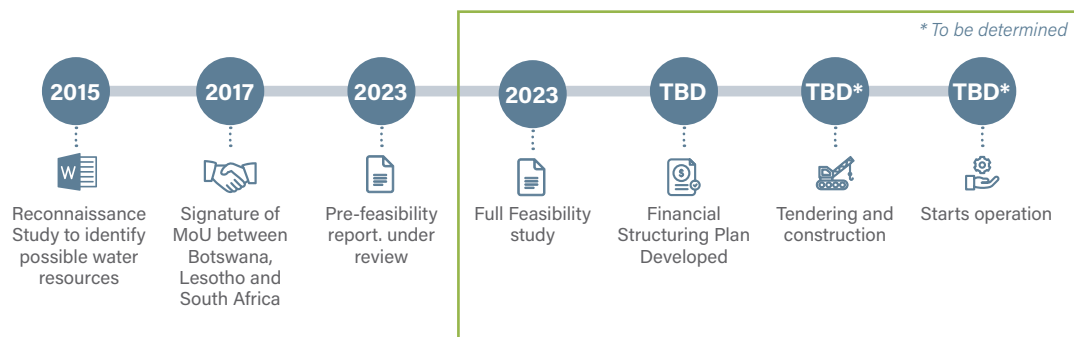 * To be determined
2015
2017
2023
2023
TBD
TBD*
TBD*
W
Reconnaissance
Study to identify
possible water
resources
Signature of
MoU between
Botswana,
Lesotho and
South Africa
Pre-feasibility
report. under
review
Full Feasibility
study
Financial
Structuring Plan
Developed
Tendering and
construction
Starts operation